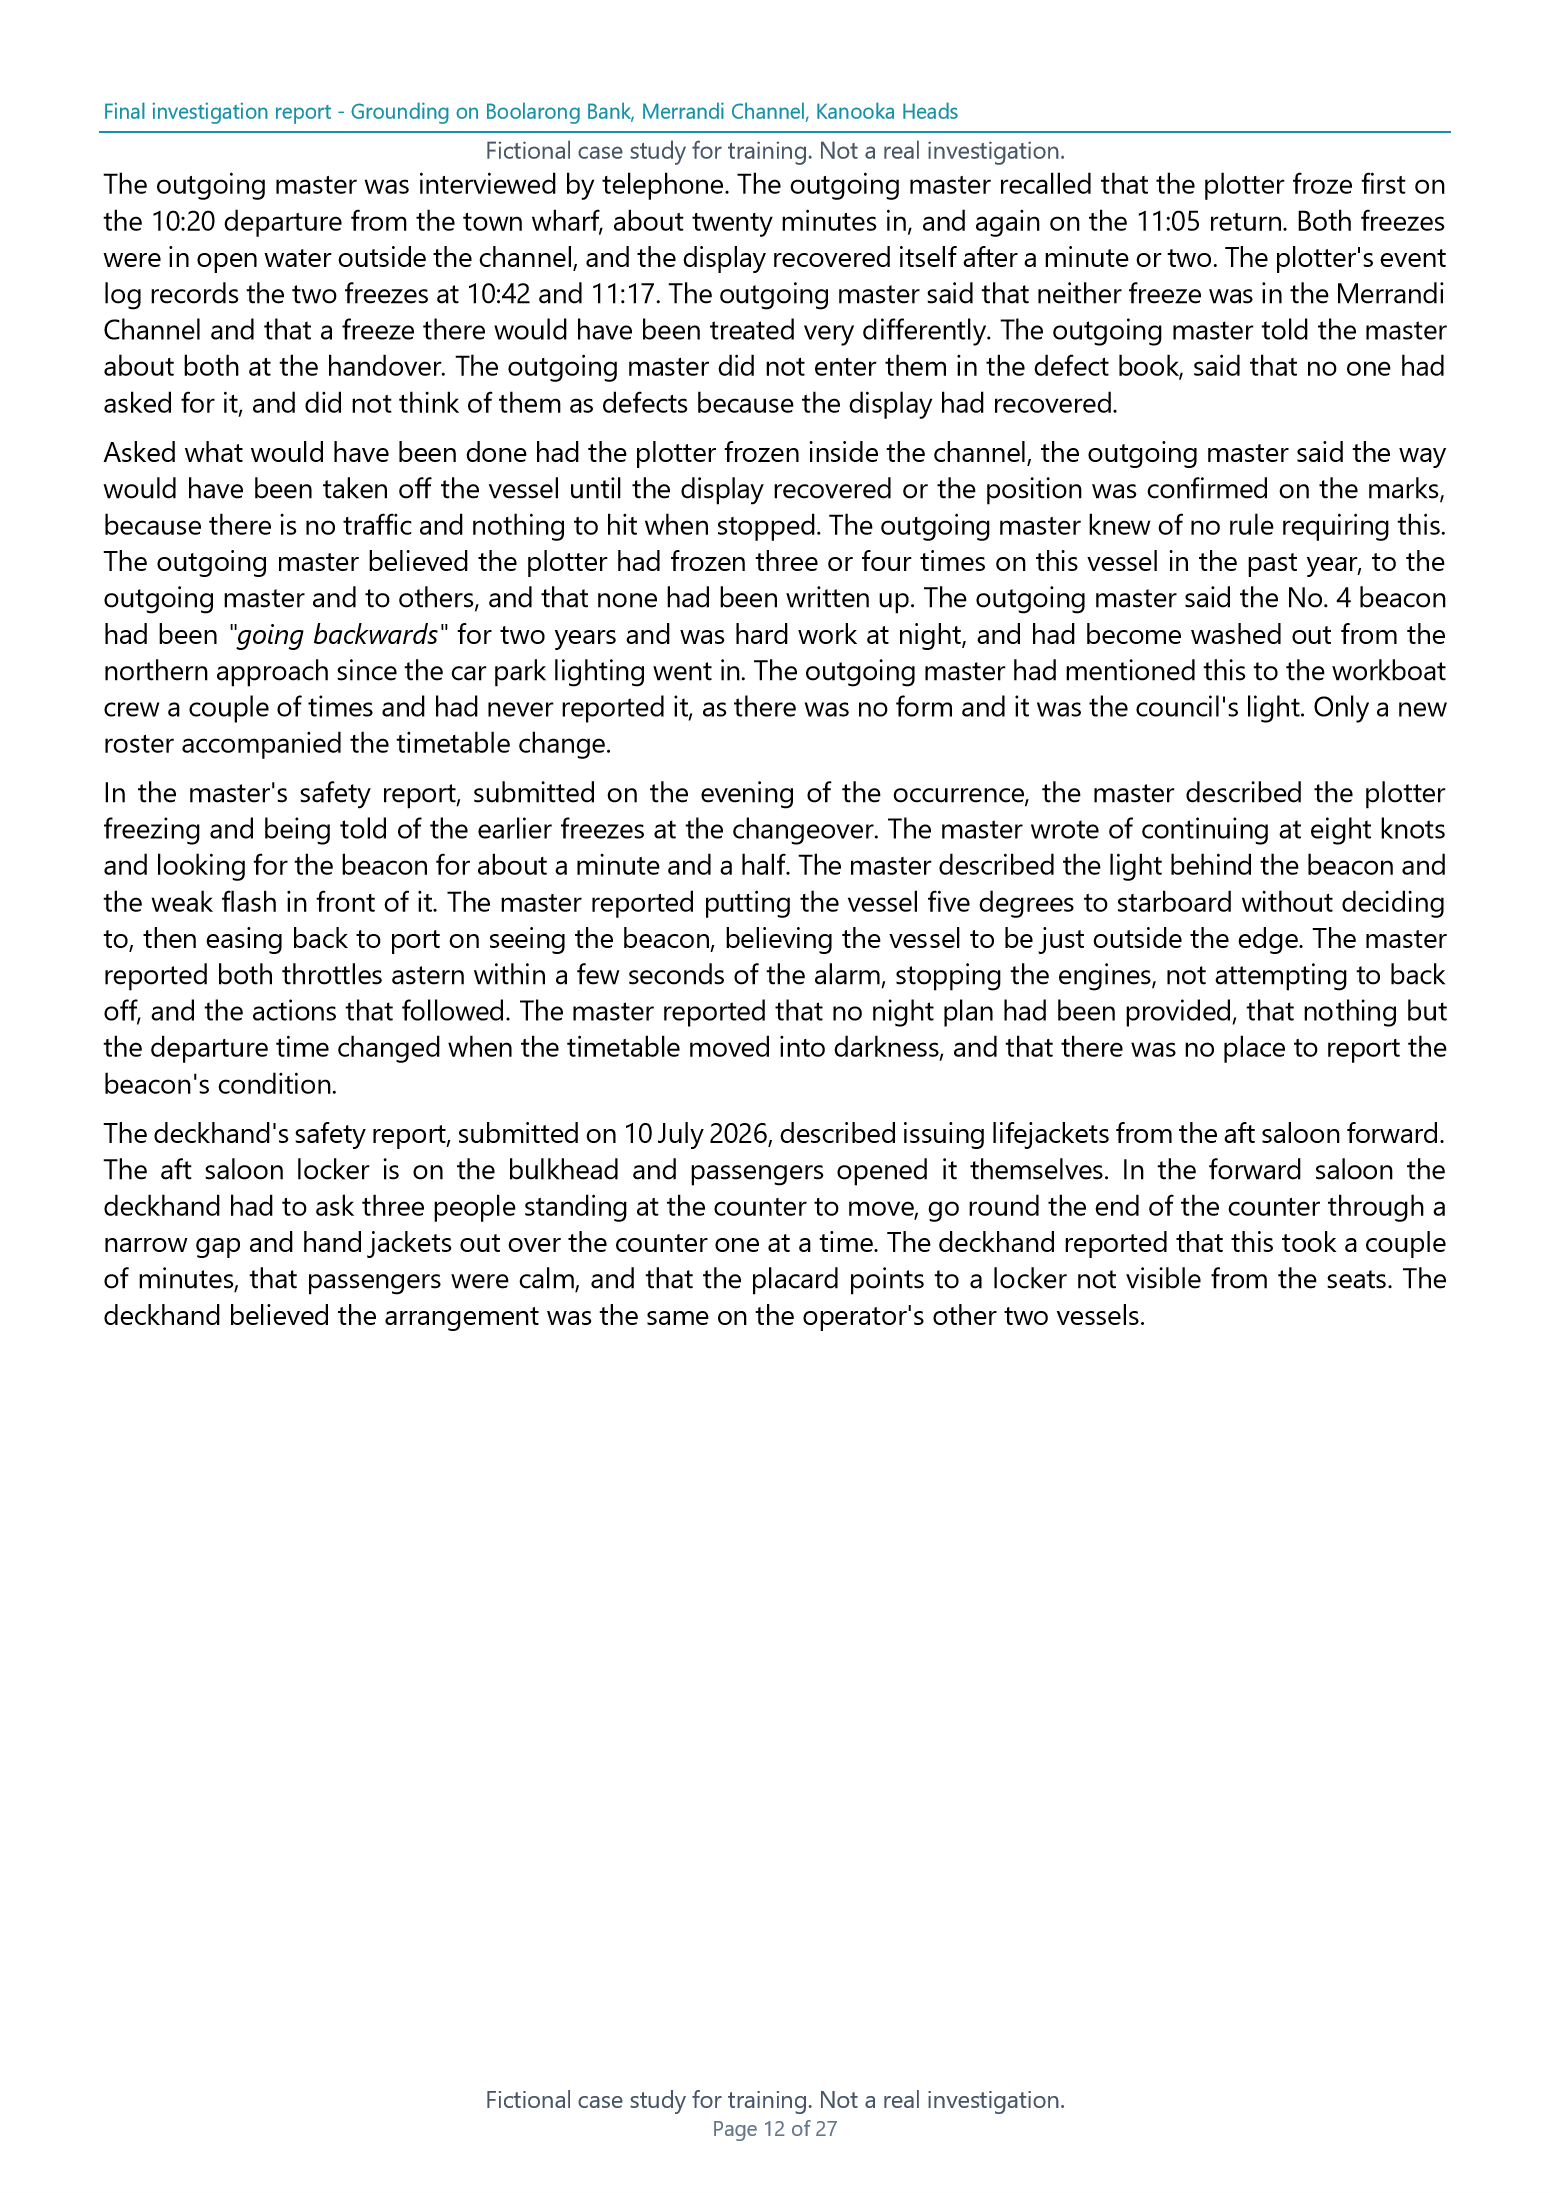 Final investigation report - Grounding on Boolarong Bank, Merrandi Channel, Kanooka Heads
Fictional case study for training. Not a real investigation.
The outgoing master was interviewed by telephone. The outgoing master recalled that the plotter froze first on
the 10:20 departure from the town wharf, about twenty minutes in, and again on the 11:05 return. Both freezes
were in open water outside the channel, and the display recovered itself after a minute or two. The plotter's event
log records the two freezes at 10:42 and 11:17. The outgoing master said that neither freeze was in the Merrandi
Channel and that a freeze there would have been treated very differently. The outgoing master told the master
about both at the handover. The outgoing master did not enter them in the defect book, said that no one had
asked for it, and did not think of them as defects because the display had recovered.
Asked what would have been done had the plotter frozen inside the channel, the outgoing master said the way
would have been taken off the vessel until the display recovered or the position was confirmed on the marks,
because there is no traffic and nothing to hit when stopped. The outgoing master knew of no rule requiring this.
The outgoing master believed the plotter had frozen three or four times on this vessel in the past year, to the
outgoing master and to others, and that none had been written up. The outgoing master said the No. 4 beacon
had been "going backwards" for two years and was hard work at night, and had become washed out from the
northern approach since the car park lighting went in. The outgoing master had mentioned this to the workboat
crew a couple of times and had never reported it, as there was no form and it was the council's light. Only a new
roster accompanied the timetable change.
In the master's safety report, submitted on the evening of the occurrence, the master described the plotter
freezing and being told of the earlier freezes at the changeover. The master wrote of continuing at eight knots
and looking for the beacon for about a minute and a half. The master described the light behind the beacon and
the weak flash in front of it. The master reported putting the vessel five degrees to starboard without deciding
to, then easing back to port on seeing the beacon, believing the vessel to be just outside the edge. The master
reported both throttles astern within a few seconds of the alarm, stopping the engines, not attempting to back
off, and the actions that followed. The master reported that no night plan had been provided, that nothing but
the departure time changed when the timetable moved into darkness, and that there was no place to report the
beacon's condition.
The deckhand's safety report, submitted on 10 July 2026, described issuing lifejackets from the aft saloon forward.
The aft saloon locker is on the bulkhead and passengers opened it themselves. In the forward saloon the
deckhand had to ask three people standing at the counter to move, go round the end of the counter through a
narrow gap and hand jackets out over the counter one at a time. The deckhand reported that this took a couple
of minutes, that passengers were calm, and that the placard points to a locker not visible from the seats. The
deckhand believed the arrangement was the same on the operator's other two vessels.
Fictional case study for training. Not a real investigation.
Page 12 of 27